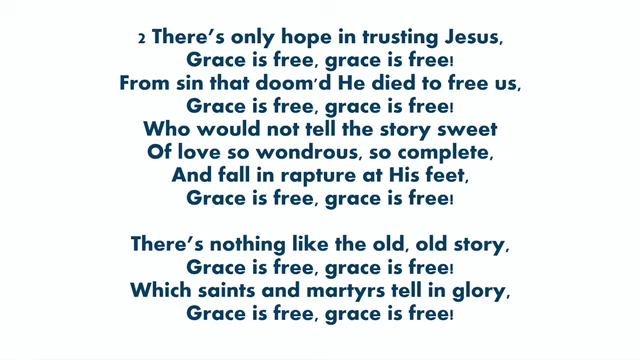 2 There's only hope in trusting Jesus,
Grace is free, grace is free!
From sin that doom'd He died to free us,
Grace is free, grace is free!
Who would not tell the story sweet
Of love so wondrous, so complete,
And fall in rapture at His feet,
Grace is free, grace is free!
There's nothing like the old, old story,
Grace is free, grace is free!
Which saints and martyrs tell in glory,
Grace is free, grace is free!